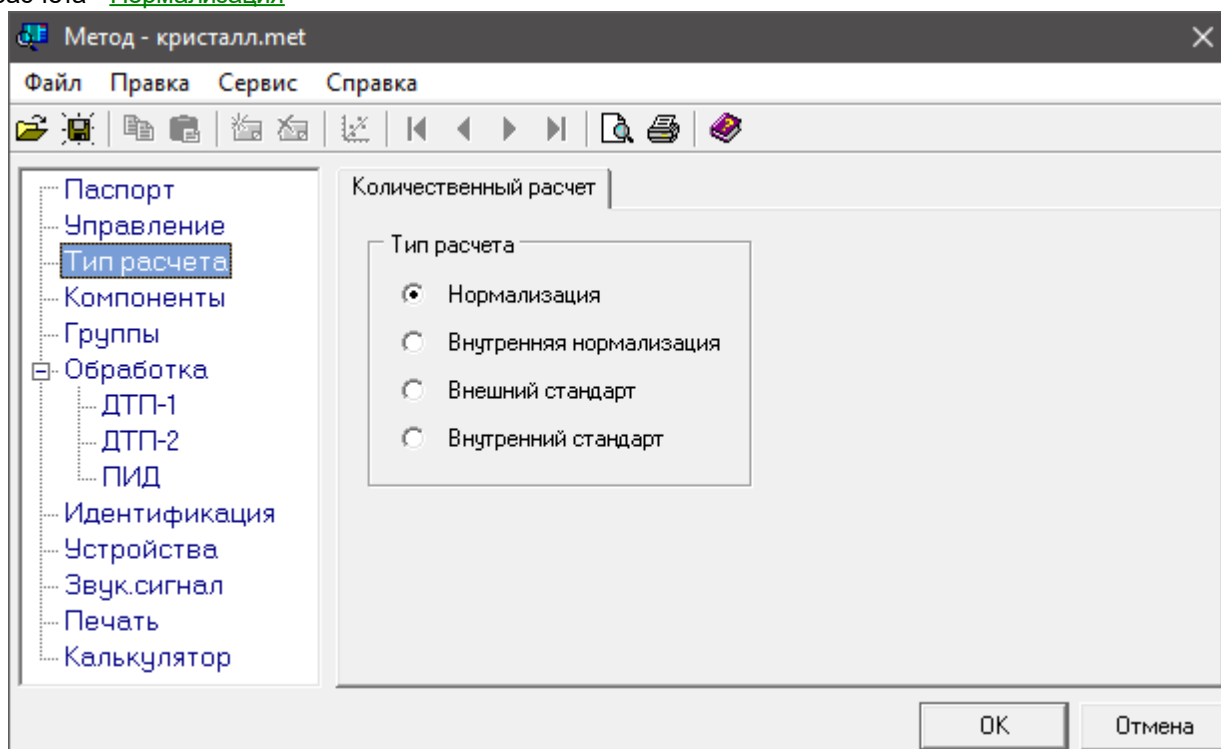 расчета - Нормализация
Метод - кристалл.met
Файл Правка Сервис Справка
Паспорт
Управление
Тип расчета
Компоненты
Группы
Обработка
ДТП-1
ДТП-2
ПИД
Идентификация
Устройства
Звук.сигнал
Печать
Калькулятор
Количественный расчет
Тип расчета
Нормализация
Внутренняя нормализация
Внешний стандарт
Внутренний стандарт
OK Отмена